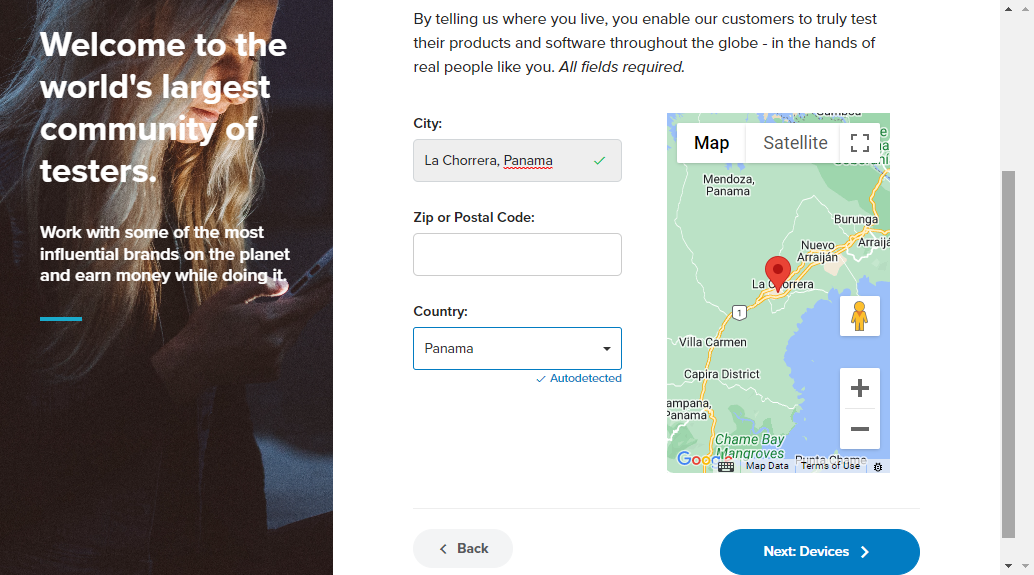 Welcome to the
world's largest
community of
testers.
Work with some of the most
influential brands on the planet
and earn money while doing it.
By telling us where you live, you enable our customers to truly test
their products and software throughout the globe - in the hands of
real people like you. All fields required.
City:
La Chorrera, Panama
Zip or Postal Code:
Country:
Panama
Autodetected
Map
Satellite
Mendoza,
Panama
Burunga
Nuevo
Arraiján
La Chorrera
1
Villa Carmen
Capira District
Panama
Chame Bay
Mangroves
Punta Chame
Google
Map Data
Terms of Use
Back
Next: Devices